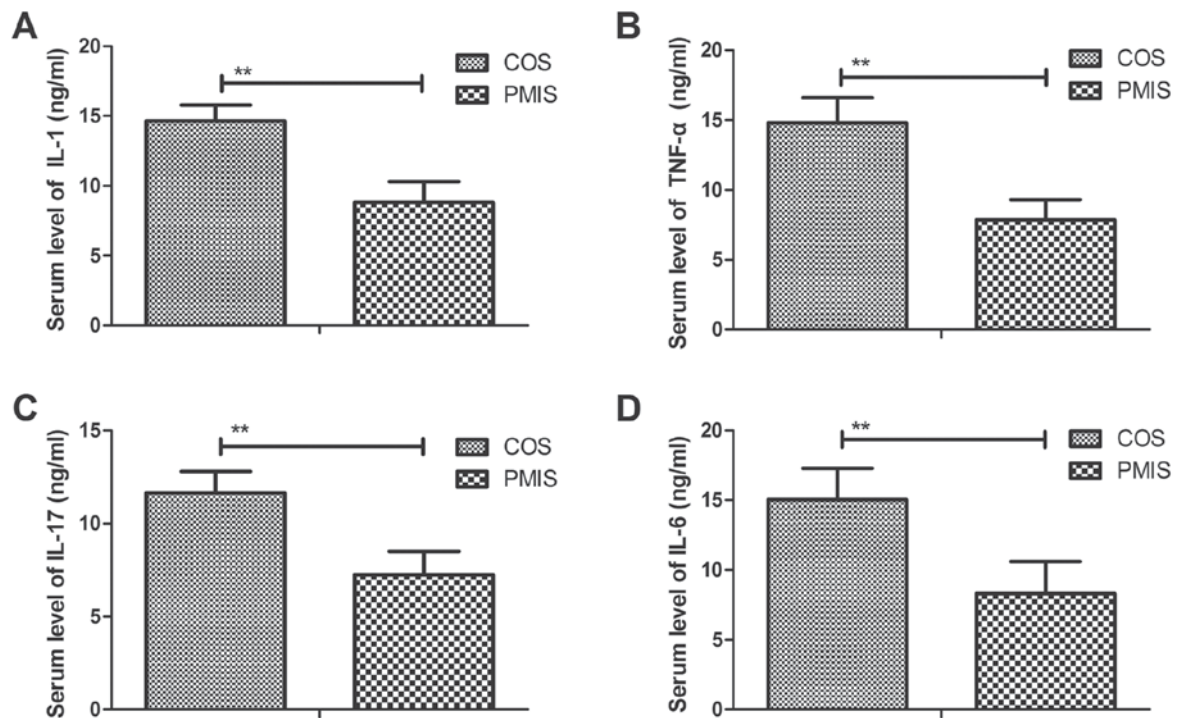 A
Serum level of IL-1 (ng/ml)
20
15
10
5
0
**
COS
PMIS
B
Serum level of TNF-α (ng/ml)
20
15
10
5
0
**
COS
PMIS
C
Serum level of IL-17 (ng/ml)
15
10
5
0
**
COS
PMIS
D
Serum level of IL-6 (ng/ml)
20
15
10
5
0
**
COS
PMIS